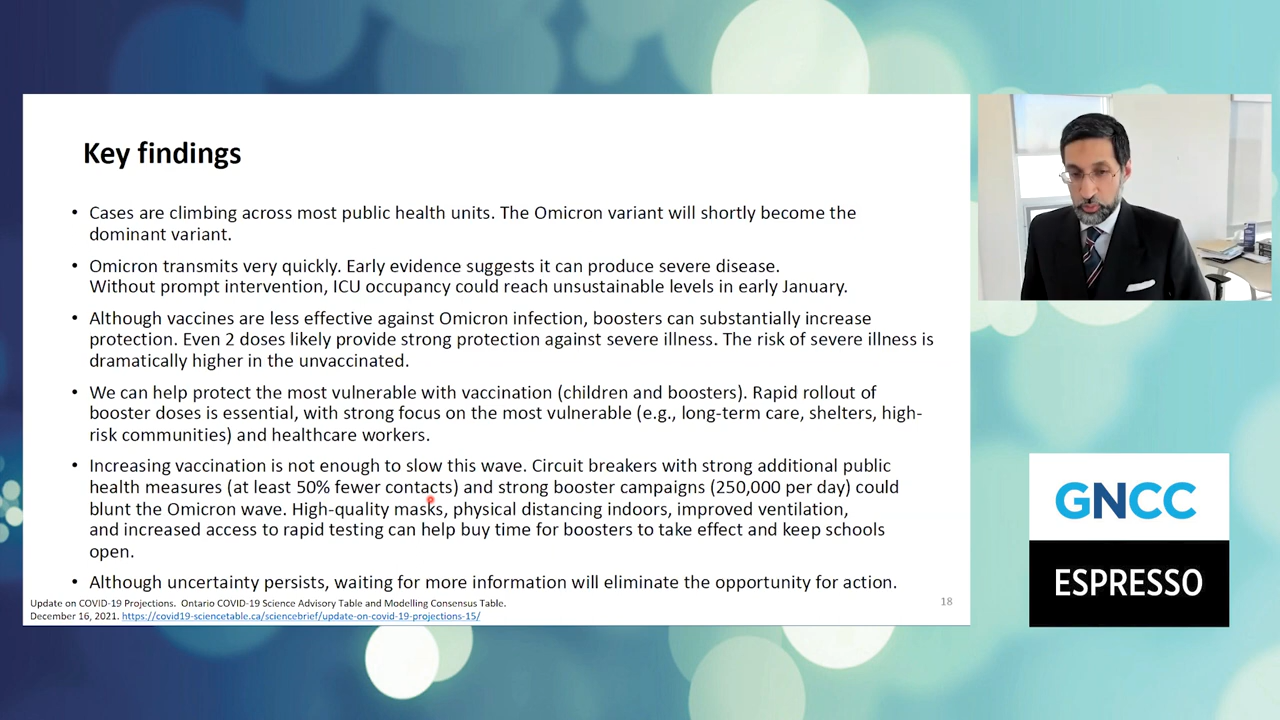 Key findings
• Cases are climbing across most public health units. The Omicron variant will shortly become the
dominant variant.
• Omicron transmits very quickly. Early evidence suggests it can produce severe disease.
Without prompt intervention, ICU occupancy could reach unsustainable levels in early January.
• Although vaccines are less effective against Omicron infection, boosters can substantially increase
protection. Even 2 doses likely provide strong protection against severe illness. The risk of severe illness is
dramatically higher in the unvaccinated.
• We can help protect the most vulnerable with vaccination (children and boosters). Rapid rollout of
booster doses is essential, with strong focus on the most vulnerable (e.g., long-term care, shelters, high-
risk communities) and healthcare workers.
• Increasing vaccination is not enough to slow this wave. Circuit breakers with strong additional public
health measures (at least 50% fewer contacts) and strong booster campaigns (250,000 per day) could
blunt the Omicron wave. High-quality masks, physical distancing indoors, improved ventilation,
and increased access to rapid testing can help buy time for boosters to take effect and keep schools
open.
• Although uncertainty persists, waiting for more information will eliminate the opportunity for action.
Update on COVID-19 Projections. Ontario COVID-19 Science Advisory Table and Modelling Consensus Table.
December 16, 2021. https://covid19-sciencetable.ca/sciencebrief/update-on-covid-19-projections-15/
18
GNCC
ESPRESSO